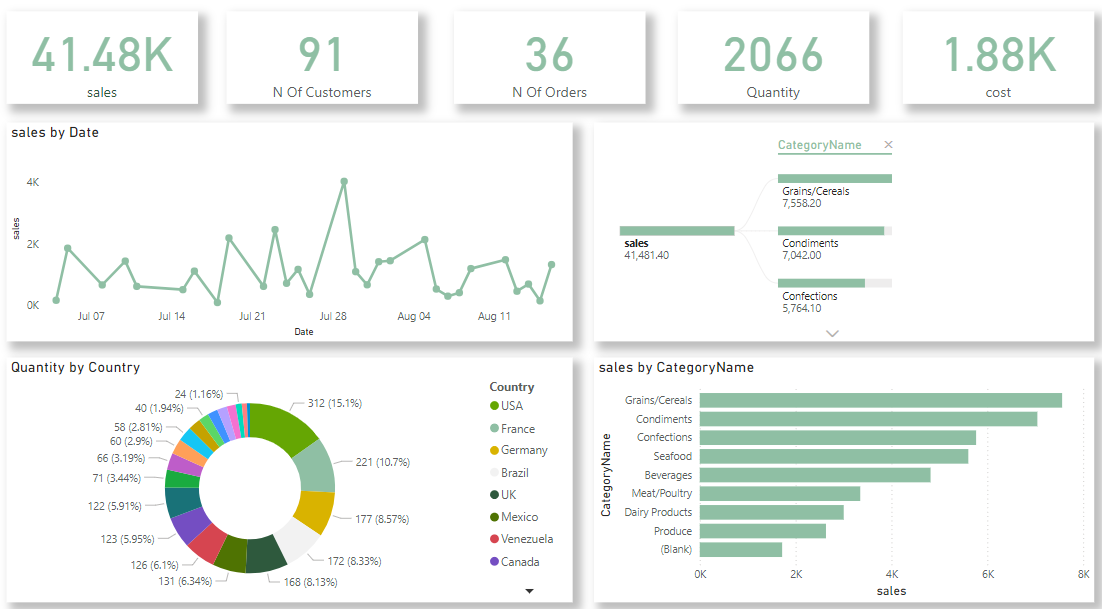 41.48K
sales
91
N Of Customers
36
N Of Orders
2066
Quantity
1.88K
cost
sales by Date
4K
2K
0K
sales
Jul 07
Jul 14
Jul 21
Jul 28
Aug 04
Aug 11
Date
CategoryName ×
sales
41,481.40
Grains/Cereals
7,558.20
Condiments
7,042.00
Confections
5,764.10
Quantity by Country
312 (15.1%)
221 (10.7%)
177 (8.57%)
172 (8.33%)
168 (8.13%)
131 (6.34%)
126 (6.1%)
123 (5.95%)
122 (5.91%)
71 (3.44%)
66 (3.19%)
60 (2.9%)
58 (2.81%)
40 (1.94%)
24 (1.16%)
Country
USA
France
Germany
Brazil
UK
Mexico
Venezuela
Canada
sales by CategoryName
CategoryName
Grains/Cereals
Condiments
Confections
Seafood
Beverages
Meat/Poultry
Dairy Products
Produce
(Blank)
0K
2K
4K
6K
8K
sales